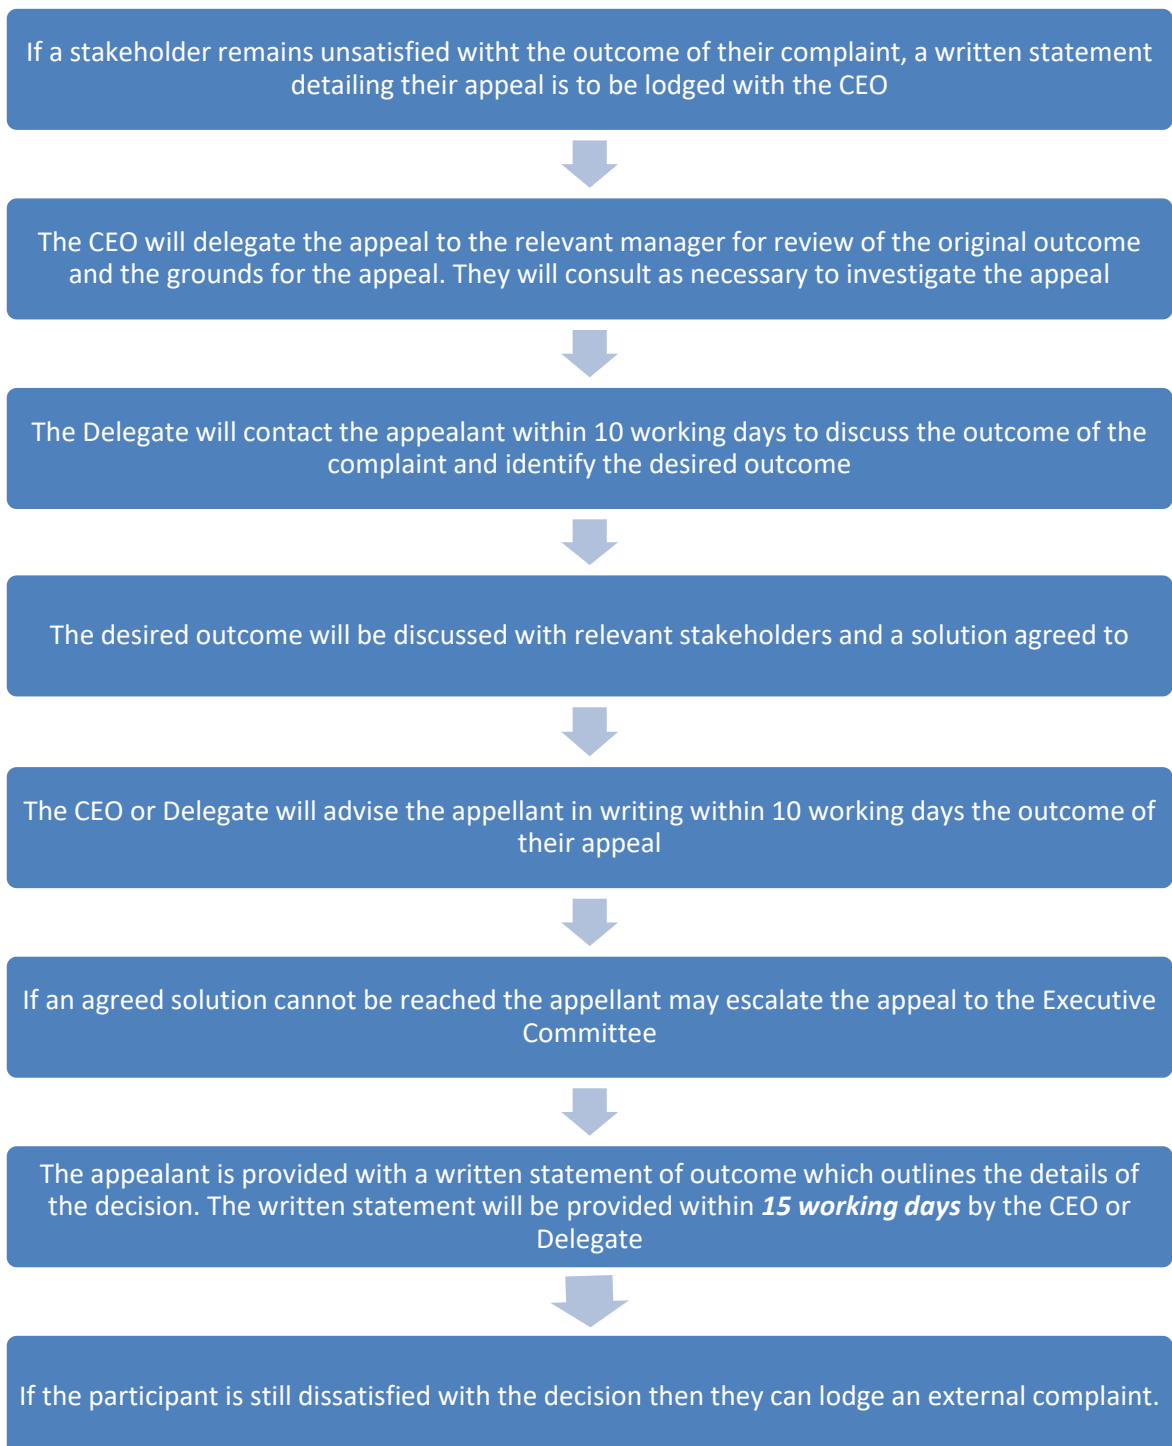 If a stakeholder remains unsatisfied witht the outcome of their complaint, a written statement
detailing their appeal is to be lodged with the CEO
The CEO will delegate the appeal to the relevant manager for review of the original outcome
and the grounds for the appeal. They will consult as necessary to investigate the appeal
The Delegate will contact the appealant within 10 working days to discuss the outcome of the
complaint and identify the desired outcome
The desired outcome will be discussed with relevant stakeholders and a solution agreed to
The CEO or Delegate will advise the appellant in writing within 10 working days the outcome of
their appeal
If an agreed solution cannot be reached the appellant may escalate the appeal to the Executive
Committee
The appealant is provided with a written statement of outcome which outlines the details of
the decision. The written statement will be provided within 15 working days by the CEO or
Delegate
If the participant is still dissatisfied with the decision then they can lodge an external complaint.